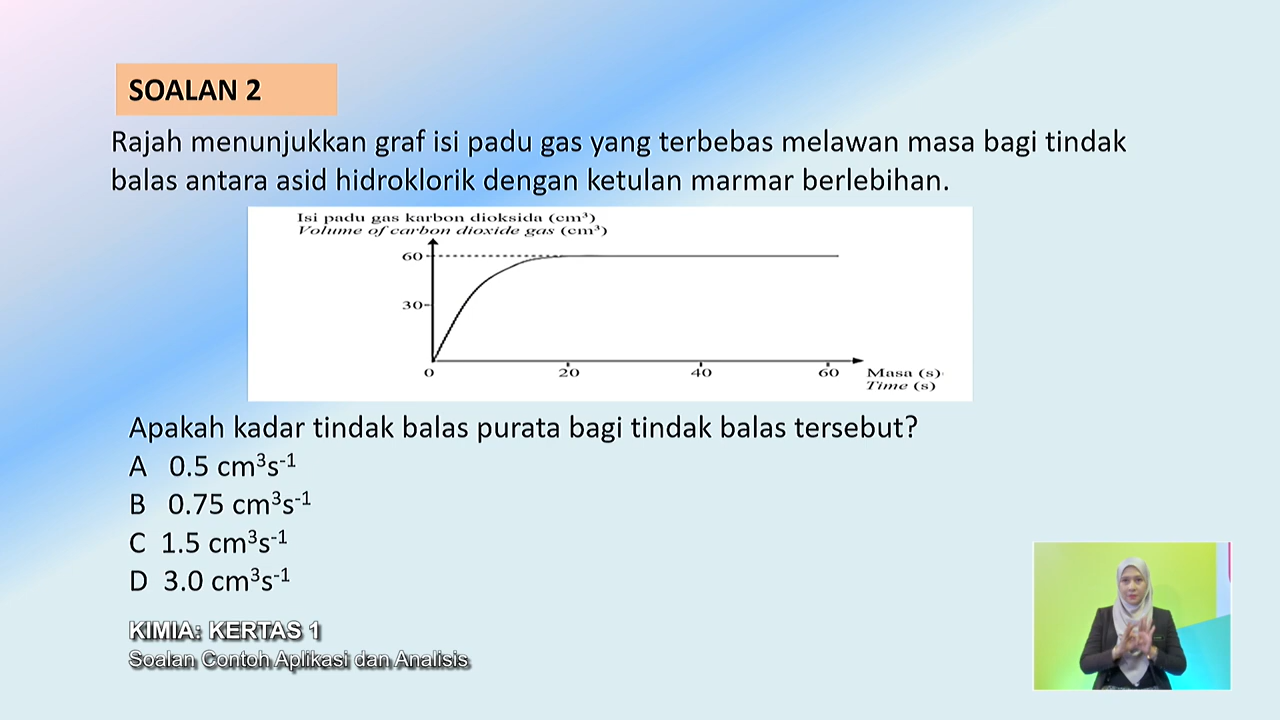 SOALAN 2
Rajah menunjukkan graf isi padu gas yang terbebas melawan masa bagi tindak
balas antara asid hidroklorik dengan ketulan marmar berlebihan.
Isi padu gas karbon dioksida (cm³)
Volume of carbon dioxide gas (cm³)
60
30
0 20 40 60 Masa (s)
Time (s)
Apakah kadar tindak balas purata bagi tindak balas tersebut?
A 0.5 cm³s⁻¹
B 0.75 cm³s⁻¹
C 1.5 cm³s⁻¹
D 3.0 cm³s⁻¹
KIMIA: KERTAS 1
Soalan Contoh Aplikasi dan Analisis